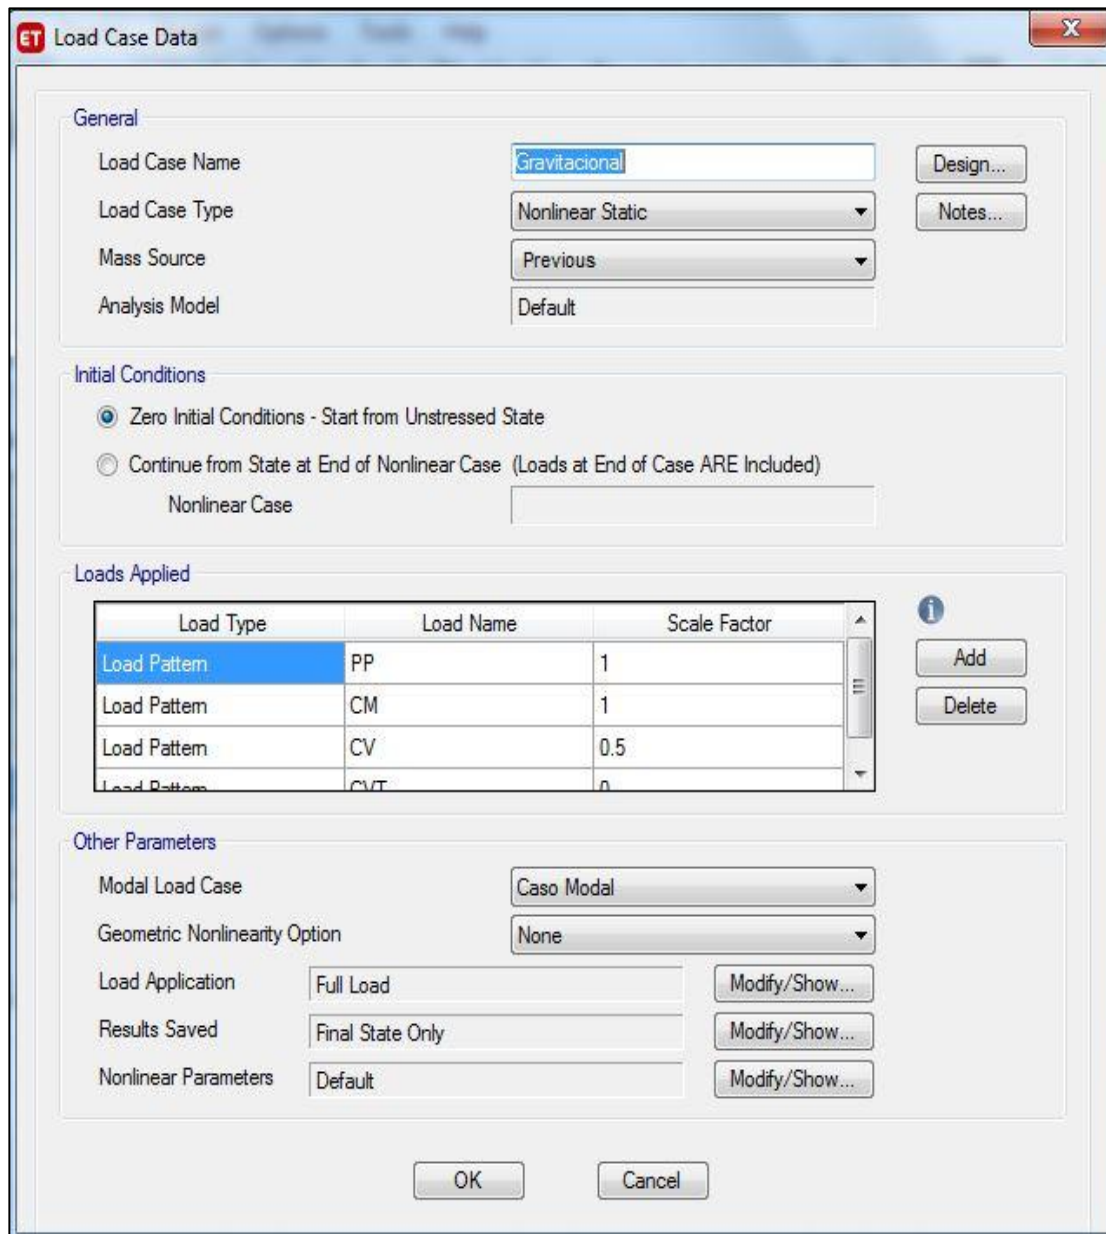 ET Load Case Data
General
Load Case Name Gravitacional Design...
Load Case Type Nonlinear Static Notes...
Mass Source Previous
Analysis Model Default
Initial Conditions
Zero Initial Conditions - Start from Unstressed State
Continue from State at End of Nonlinear Case (Loads at End of Case ARE Included)
Nonlinear Case
Loads Applied
Load Type Load Name Scale Factor
Load Pattern PP 1 Add
Load Pattern CM 1 Delete
Load Pattern CV 0.5
Load Pattern CVT 0
Other Parameters
Modal Load Case Caso Modal
Geometric Nonlinearity Option None
Load Application Full Load Modify/Show...
Results Saved Final State Only Modify/Show...
Nonlinear Parameters Default Modify/Show...
OK Cancel